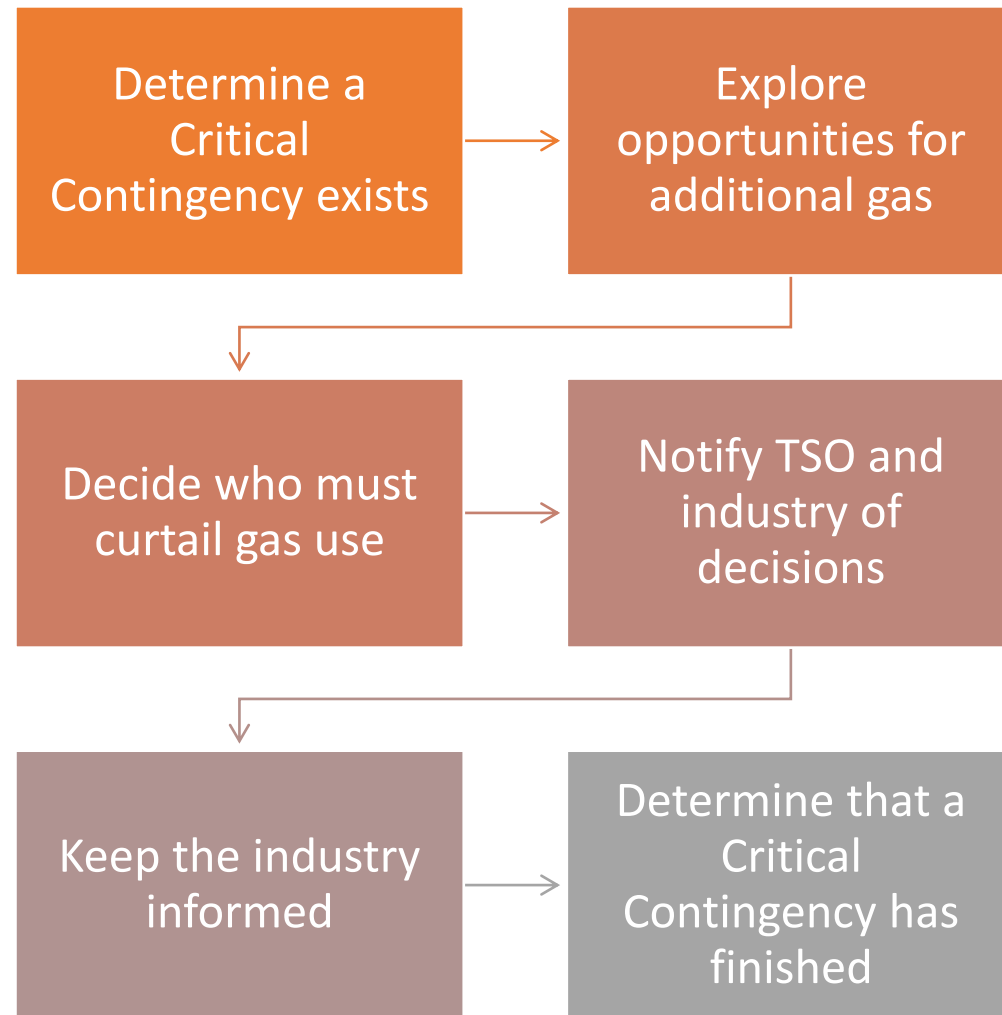 Determine a
Critical
Contingency exists
Explore
opportunities for
additional gas
Decide who must
curtail gas use
Notify TSO and
industry of
decisions
Keep the industry
informed
Determine that a
Critical
Contingency has
finished